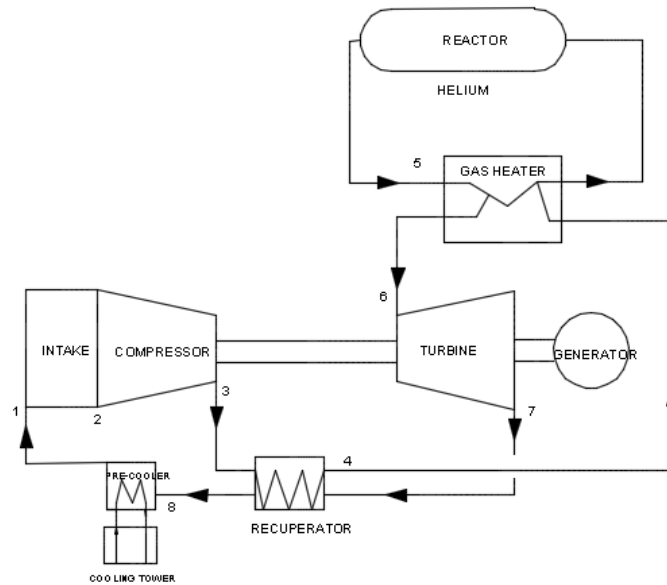 REACTOR
HELIUM
5
GAS HEATER
6
INTAKE
COMPRESSOR
TURBINE
GENERATOR
1
2
3
7
4
PRE-COOLER
8
RECUPERATOR
COOLING TOWER